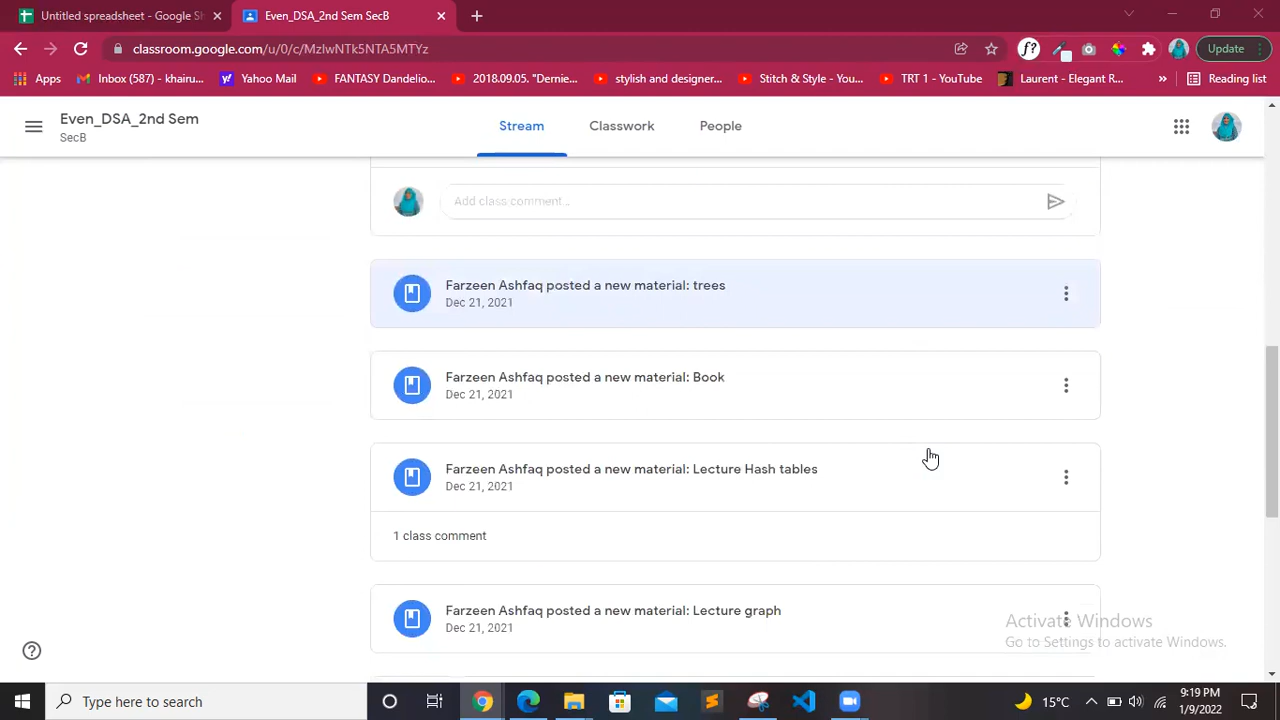 Untitled spreadsheet - Google Sh
Even_DSA_2nd Sem SecB
classroom.google.com/u/0/c/MzIwNTk5NTA5MTYz
Update
Apps
Inbox (587) - khairu...
Yahoo Mail
FANTASY Dandelio...
2018.09.05. "Dernie...
stylish and designer...
Stitch & Style - You...
TRT 1 - YouTube
Laurent - Elegant R...
»
Reading list
Even_DSA_2nd Sem
SecB
Stream
Classwork
People
Add class comment...
Farzeen Ashfaq posted a new material: trees
Dec 21, 2021
Farzeen Ashfaq posted a new material: Book
Dec 21, 2021
Farzeen Ashfaq posted a new material: Lecture Hash tables
Dec 21, 2021
1 class comment
Farzeen Ashfaq posted a new material: Lecture graph
Dec 21, 2021
Activate Windows
Go to Settings to activate Windows.
Type here to search
15°C
9:19 PM
1/9/2022